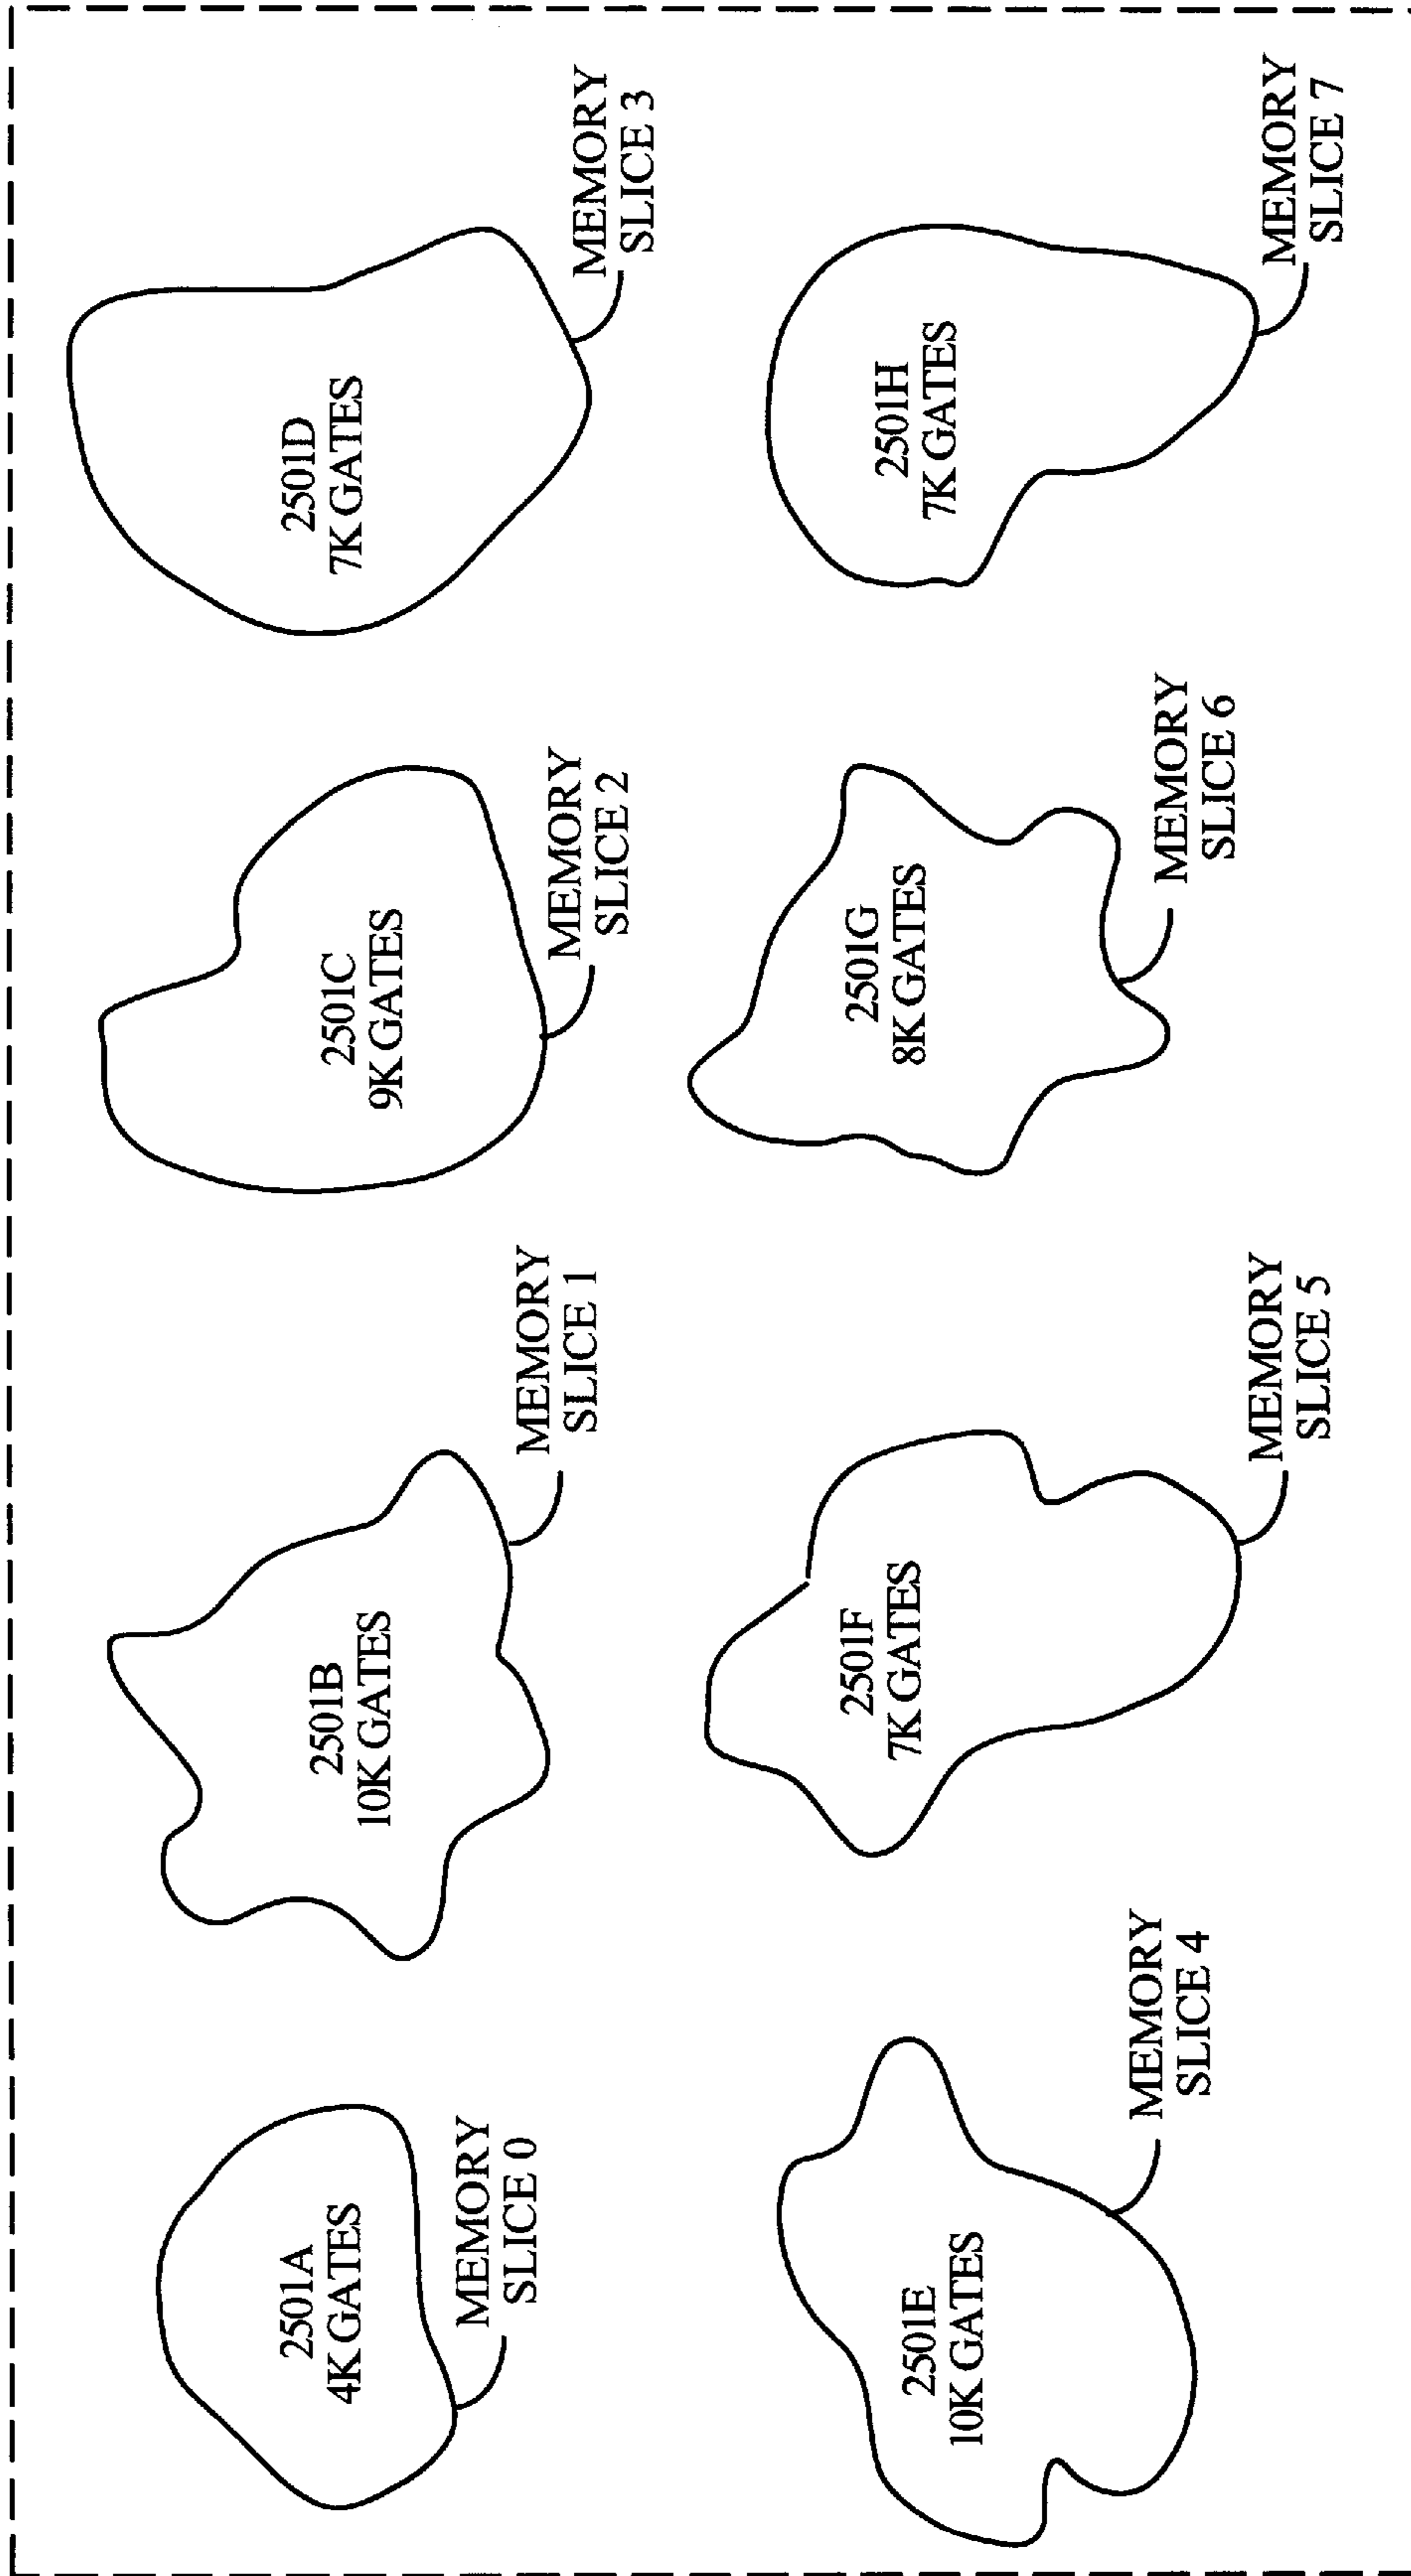 2501A
4K GATES
MEMORY
SLICE 0
2501B
10K GATES
MEMORY
SLICE 1
2501C
9K GATES
MEMORY
SLICE 2
2501D
7K GATES
MEMORY
SLICE 3
2501E
10K GATES
MEMORY
SLICE 4
2501F
7K GATES
MEMORY
SLICE 5
2501G
8K GATES
MEMORY
SLICE 6
2501H
7K GATES
MEMORY
SLICE 7